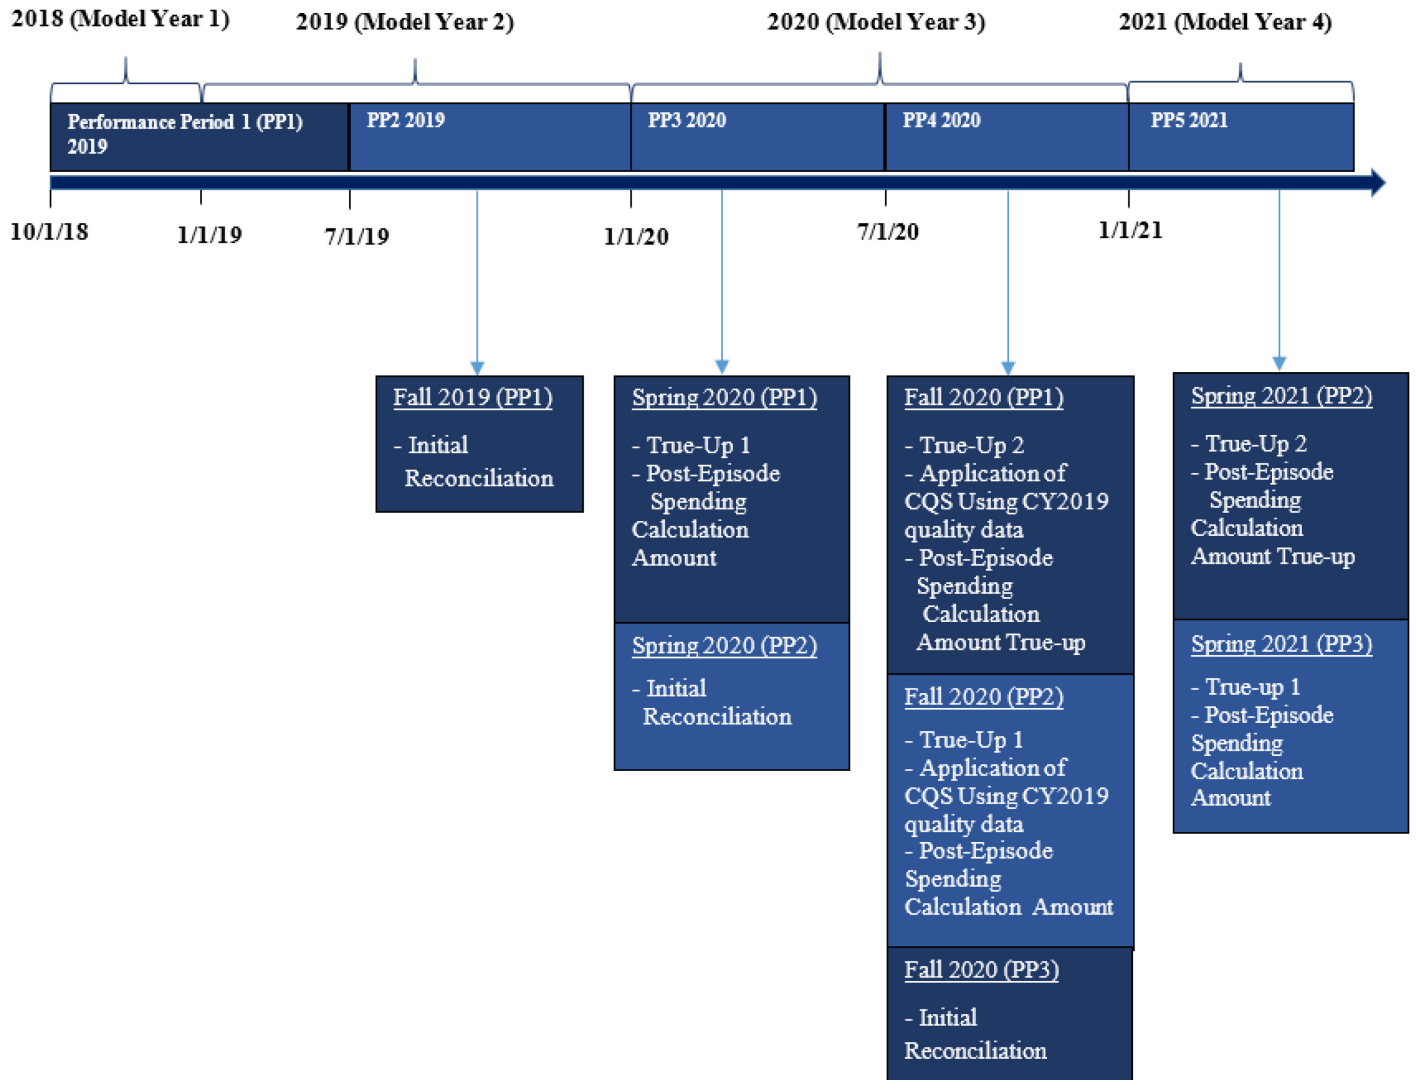 2018 (Model Year 1)
2019 (Model Year 2)
2020 (Model Year 3)
2021 (Model Year 4)
Performance Period 1 (PP1)
2019
PP2 2019
PP3 2020
PP4 2020
PP5 2021
10/1/18
1/1/19
7/1/19
1/1/20
7/1/20
1/1/21
Fall 2019 (PP1)
- Initial
Reconciliation
Spring 2020 (PP1)
- True-Up 1
- Post-Episode
Spending
Calculation
Amount
Spring 2020 (PP2)
- Initial
Reconciliation
Fall 2020 (PP1)
- True-Up 2
- Application of
CQS Using CY2019
quality data
- Post-Episode
Spending
Calculation
Amount True-up
Fall 2020 (PP2)
- True-Up 1
- Application of
CQS Using CY2019
quality data
- Post-Episode
Spending
Calculation Amount
Fall 2020 (PP3)
- Initial
Reconciliation
Spring 2021 (PP2)
- True-Up 2
- Post-Episode
Spending
Calculation
Amount True-up
Spring 2021 (PP3)
- True-up 1
- Post-Episode
Spending
Calculation
Amount